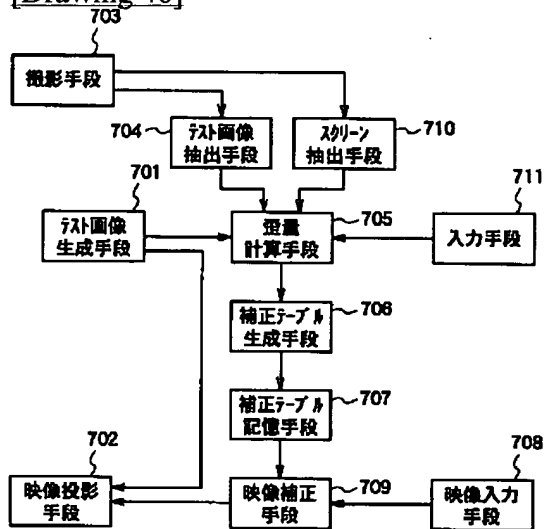 [Drawing 40]
703
撮影手段
704
テスト画像
抽出手段
スクリーン
抽出手段
710
701
テスト画像
生成手段
歪量
計算手段
705
711
入力手段
補正テーブル
生成手段
706
補正テーブル
記憶手段
707
702
映像投影
手段
映像補正
手段
709
708
映像入力
手段